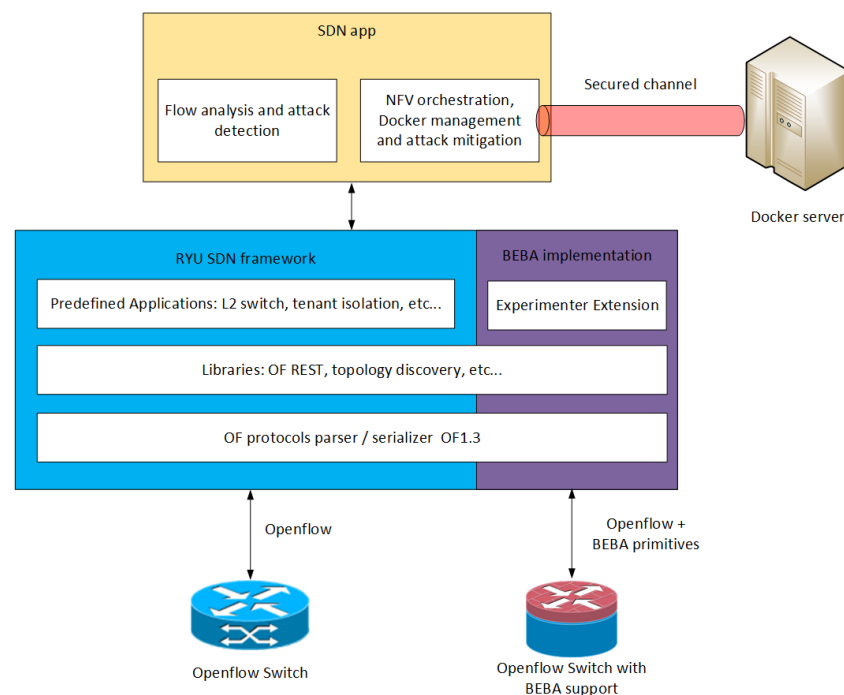 SDN app
Flow analysis and attack
detection
NFV orchestration,
Docker management
and attack mitigation
Secured channel
Docker server
RYU SDN framework
BEBA implementation
Predefined Applications: L2 switch, tenant isolation, etc...
Experimenter Extension
Libraries: OF REST, topology discovery, etc...
OF protocols parser / serializer OF1.3
Openflow
Openflow +
BEBA primitives
Openflow Switch
Openflow Switch with
BEBA support